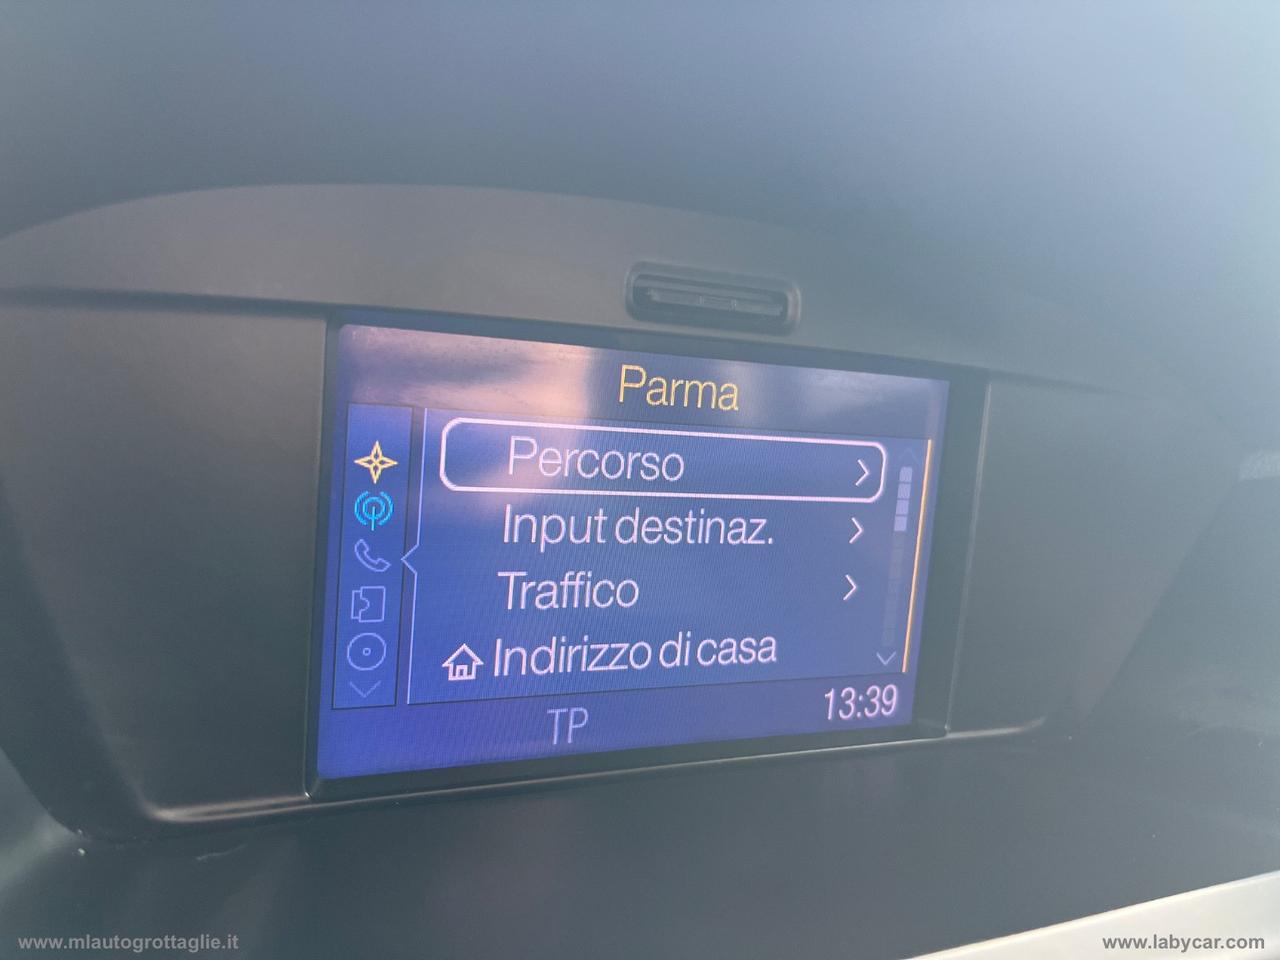 Parma
Percorso
Input destinaz.
Traffico
Indirizzo di casa
TP
13:39
www.mlautogrottaglie.it
www.labycar.com